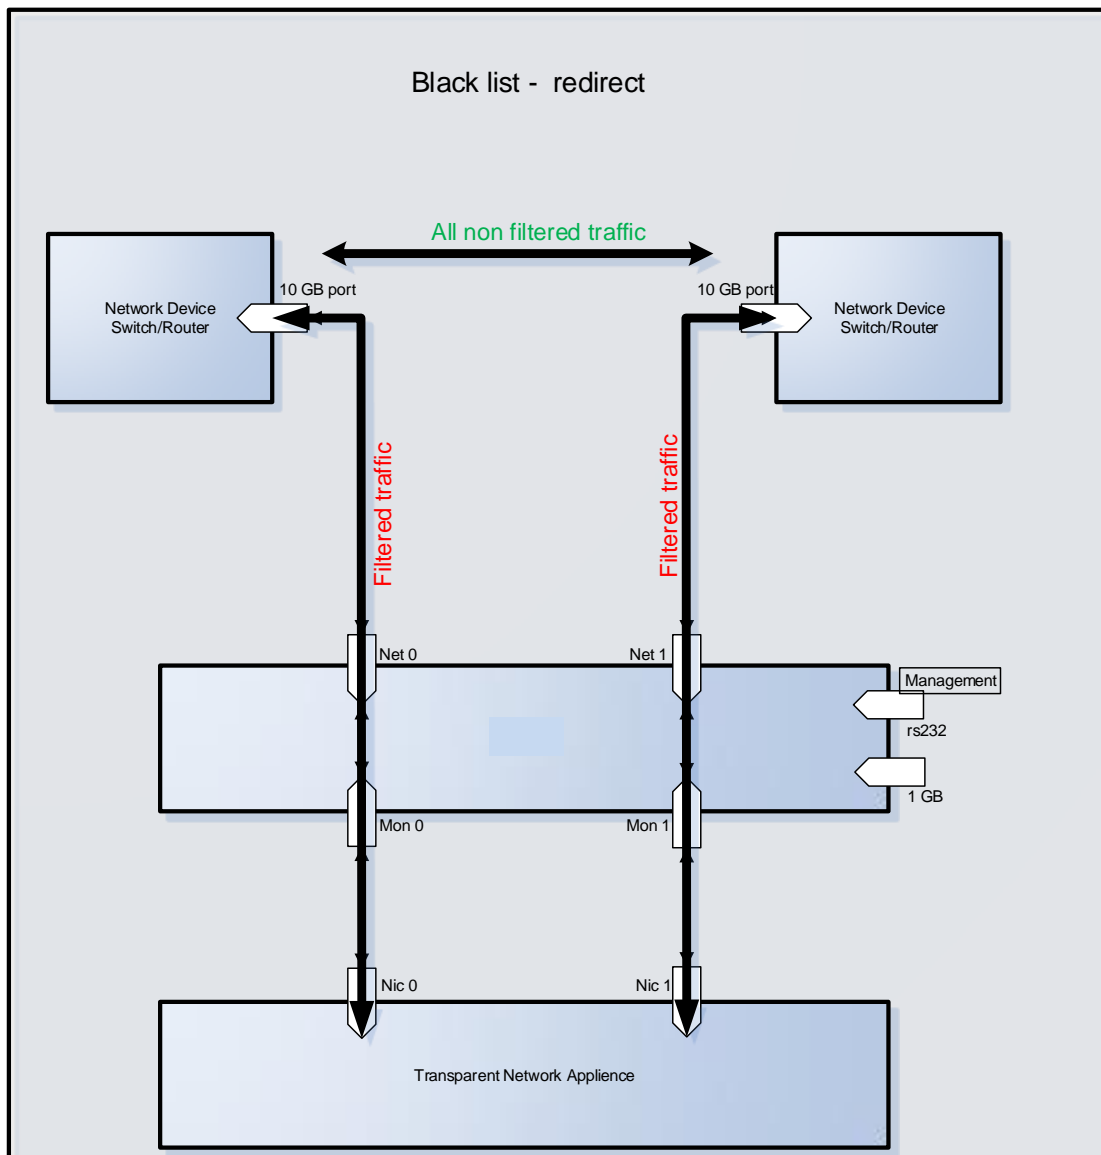 Black list -  redirect
All non filtered traffic
10 GB port
10 GB port
Network Device
Switch/Router
Network Device
Switch/Router
Filtered traffic
Filtered traffic
Net 0
Net 1
Management
rs232
1 GB
Mon 0
Mon 1
Nic 0
Nic 1
Transparent Network Applience